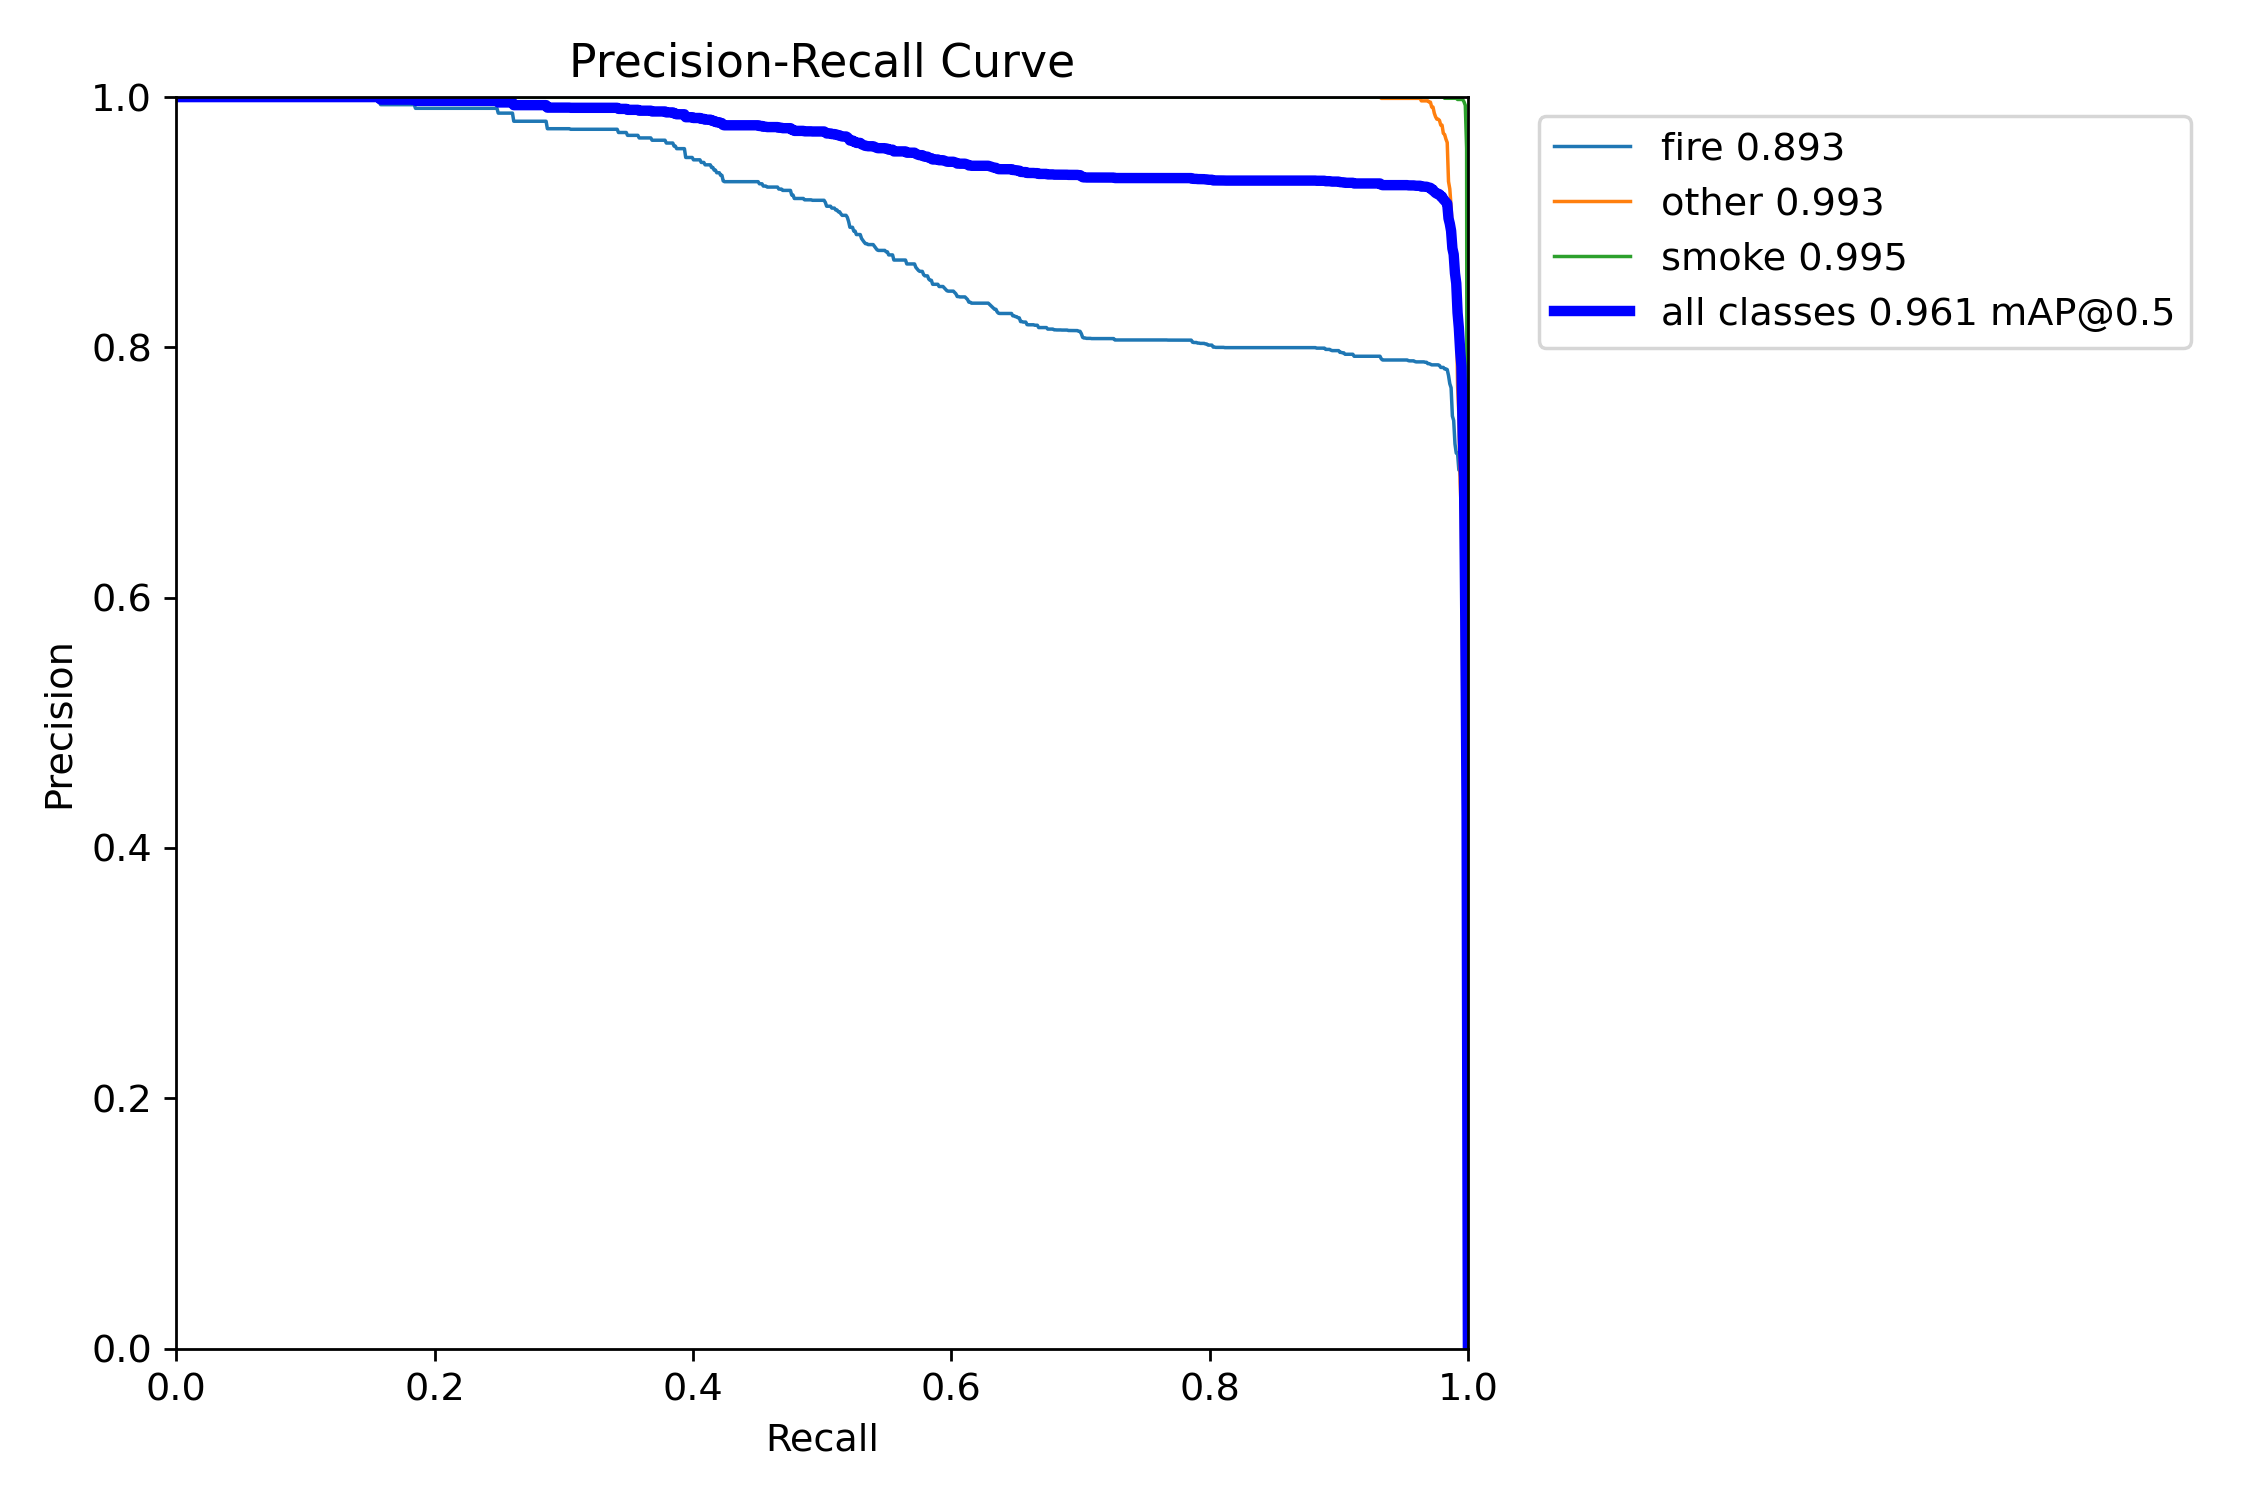 Precision-Recall Curve
1.0
0.8
0.6
0.4
0.2
0.0
Precision
0.0 0.2 0.4 0.6 0.8 1.0
Recall
fire 0.893
other 0.993
smoke 0.995
all classes 0.961 mAP@0.5